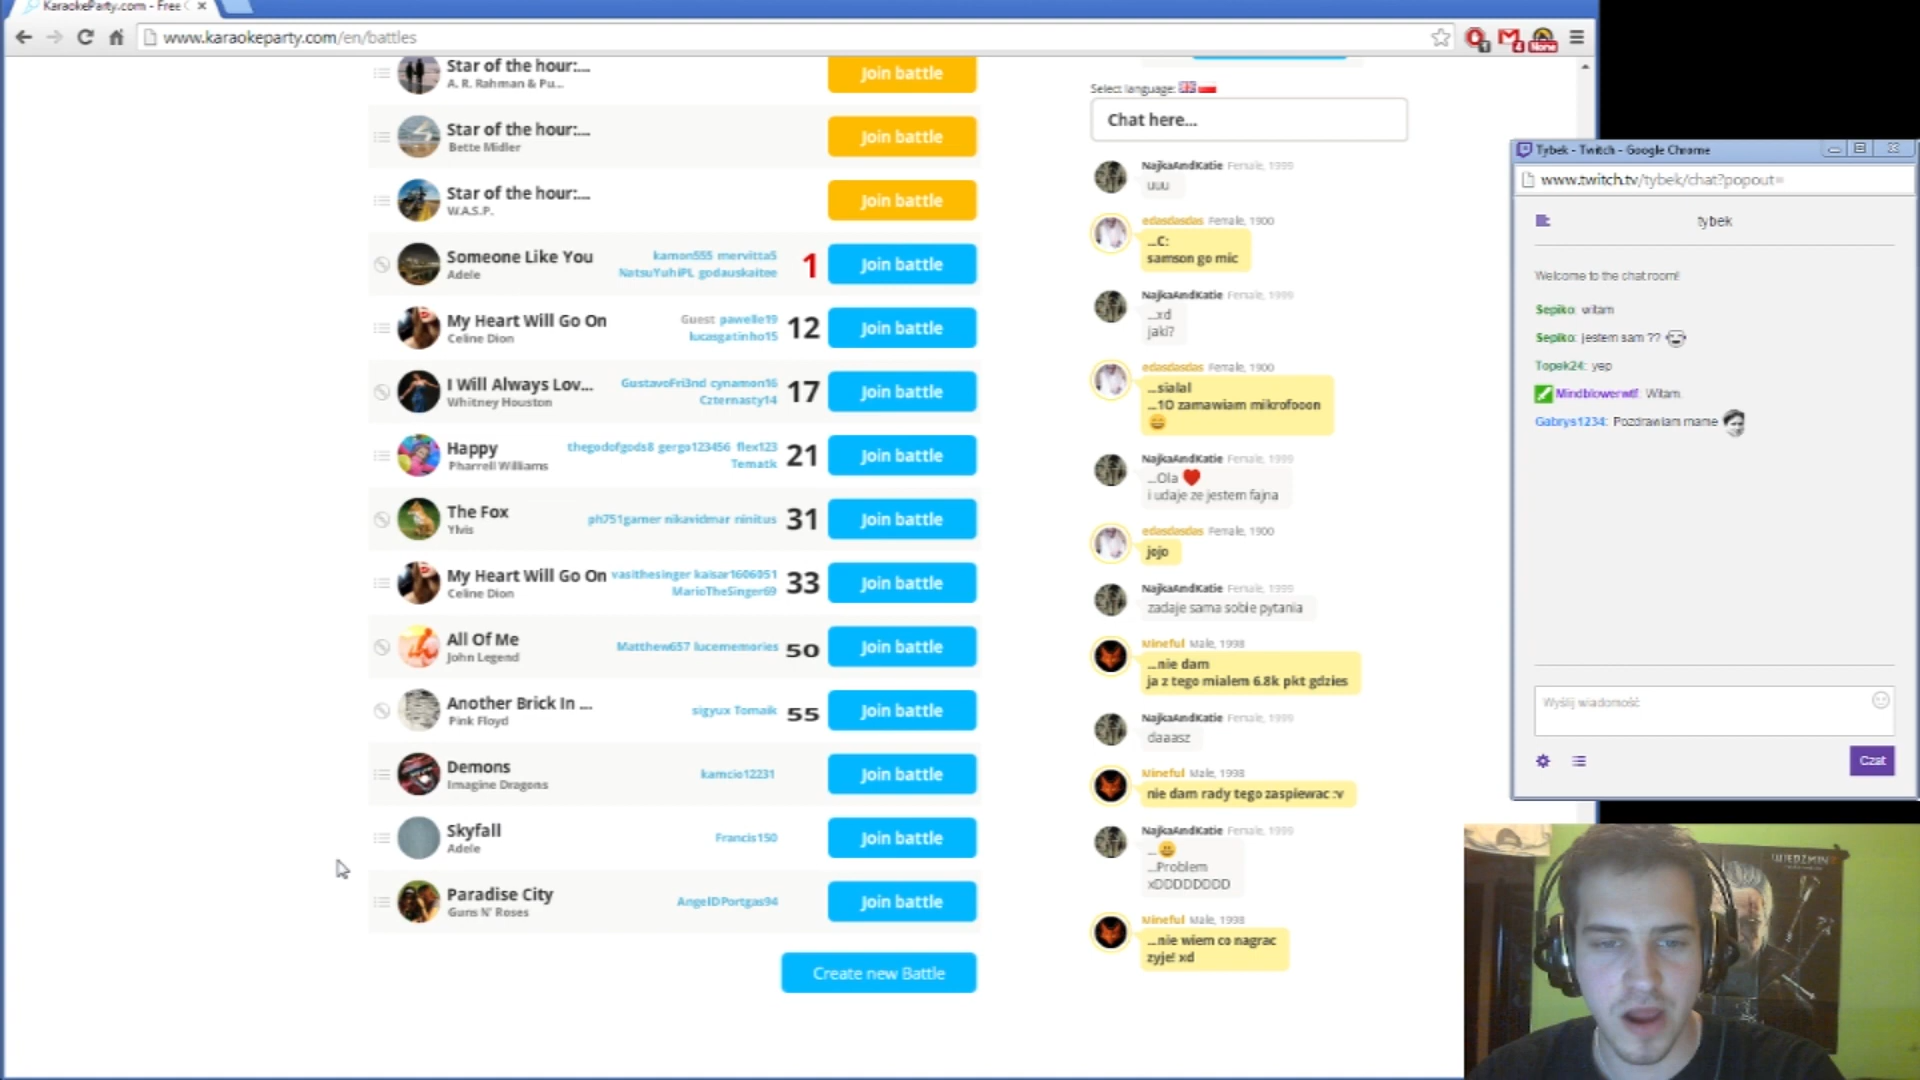 KaraokeParty.com - Free
www.karaokeparty.com/en/battles
Star of the hour:...
A. R. Rahman & Pu...
Join battle
Star of the hour:...
Bette Midler
Join battle
Star of the hour:...
W.A.S.P.
Join battle
Someone Like You
Adele
kamon555 mervitta5
NatsuYuhiPL godauskaitee
1
Join battle
My Heart Will Go On
Celine Dion
Guest pawelle19
lucasgatinho15
12
Join battle
I Will Always Lov...
Whitney Houston
GustavoFri3nd cynamon16
Czternasty14
17
Join battle
Happy
Pharrell Williams
thegodofgods8 gergo123456 flex123
Tematk
21
Join battle
The Fox
Ylvis
ph751gamer nikavidmar ninitus
31
Join battle
My Heart Will Go On
Celine Dion
vasithesinger kaisar1606051
MarioTheSinger69
33
Join battle
All Of Me
John Legend
Matthew657 lucememories
50
Join battle
Another Brick In ...
Pink Floyd
sigyux Tomaik
55
Join battle
Demons
Imagine Dragons
kamcio12231
Join battle
Skyfall
Adele
Francis150
Join battle
Paradise City
Guns N' Roses
AngelDPortgas94
Join battle
Create new Battle
Select language:
Chat here...
NajkaAndKatie Female, 1999
uuu
edasdasdas Female, 1900
...C:
samson go mic
NajkaAndKatie Female, 1999
...xd
jaki?
edasdasdas Female, 1900
...sialal
...1O zamawiam mikrofooon
NajkaAndKatie Female, 1999
...Ola
i udaje ze jestem fajna
edasdasdas Female, 1900
jojo
NajkaAndKatie Female, 1999
zadaje sama sobie pytania
Mineful Male, 1998
...nie dam
ja z tego mialem 6.8k pkt gdzies
NajkaAndKatie Female, 1999
daaasz
Mineful Male, 1998
nie dam rady tego zaspiewac :v
NajkaAndKatie Female, 1999
...
...Problem
xDDDDDDDD
Mineful Male, 1998
...nie wiem co nagrac
zyje! xd
Tybek - Twitch - Google Chrome
www.twitch.tv/tybek/chat?popout=
tybek
Welcome to the chat room!
Sepiko: witam
Sepiko: jestem sam ??
Topek24: yep
Mindblowerwtf: Witam.
Gabrys1234: Pozdrawiam mame
Wyślij wiadomość
Czat
WIEDŹMIN